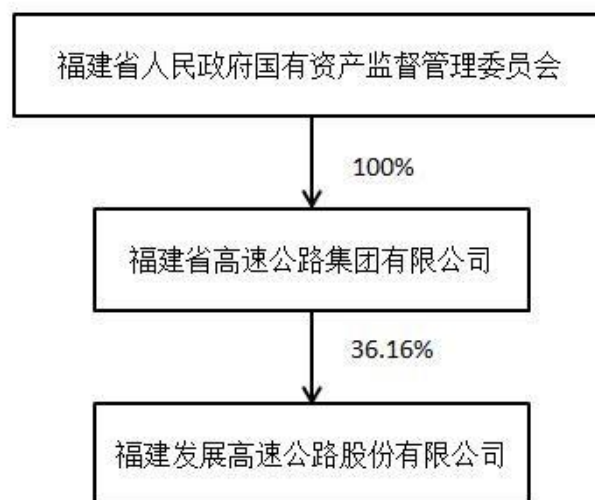 福建省人民政府国有资产监督管理委员会
100%
福建省高速公路集团有限公司
36.16%
福建发展高速公路股份有限公司